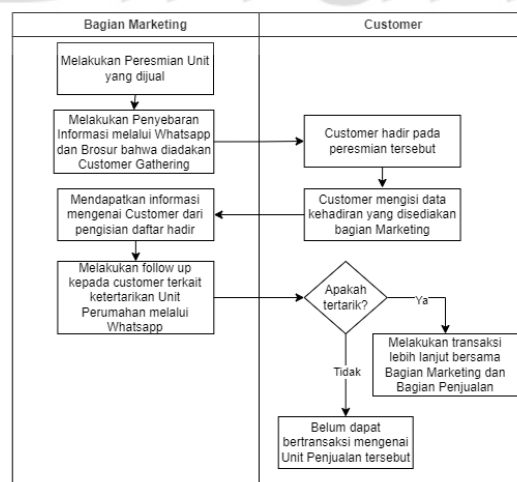 Bagian Marketing
Customer
Melakukan Peresmian Unit
yang dijual
Melakukan Penyebaran
Informasi melalui Whatsapp
dan Brosur bahwa diadakan
Customer Gathering
Customer hadir pada
peresmian tersebut
Customer mengisi data
kehadiran yang disediakan
bagian Marketing
Mendapatkan informasi
mengenai Customer dari
pengisian daftar hadir
Melakukan follow up
kepada customer terkait
ketertarikan Unit
Perumahan melalui
Whatsapp
Apakah
tertarik?
Ya
Melakukan transaksi
lebih lanjut bersama
Bagian Marketing dan
Bagian Penjualan
Tidak
Belum dapat
bertransaksi mengenai
Unit Penjualan tersebut